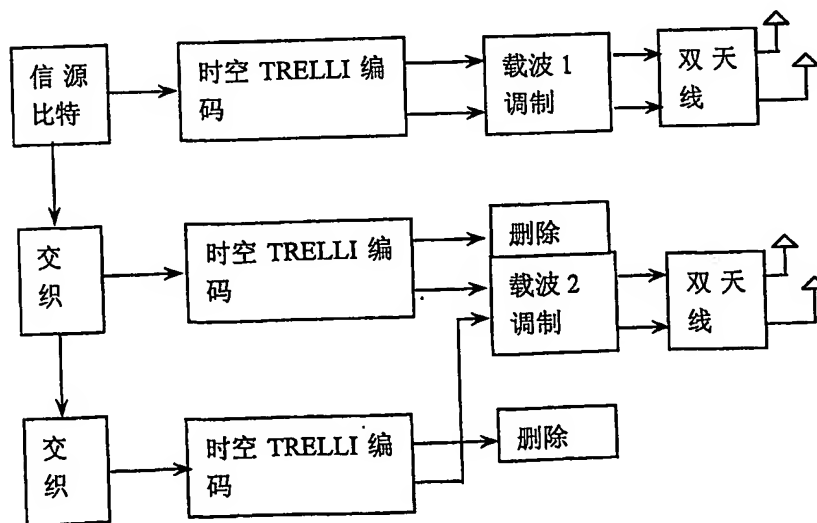 信 源
比特
时空 TRELLI 编
码
载波 1
调制
双 天
线
交
织
时空 TRELLI 编
码
删除
载波 2
调制
双 天
线
交
织
时空 TRELLI 编
码
删除